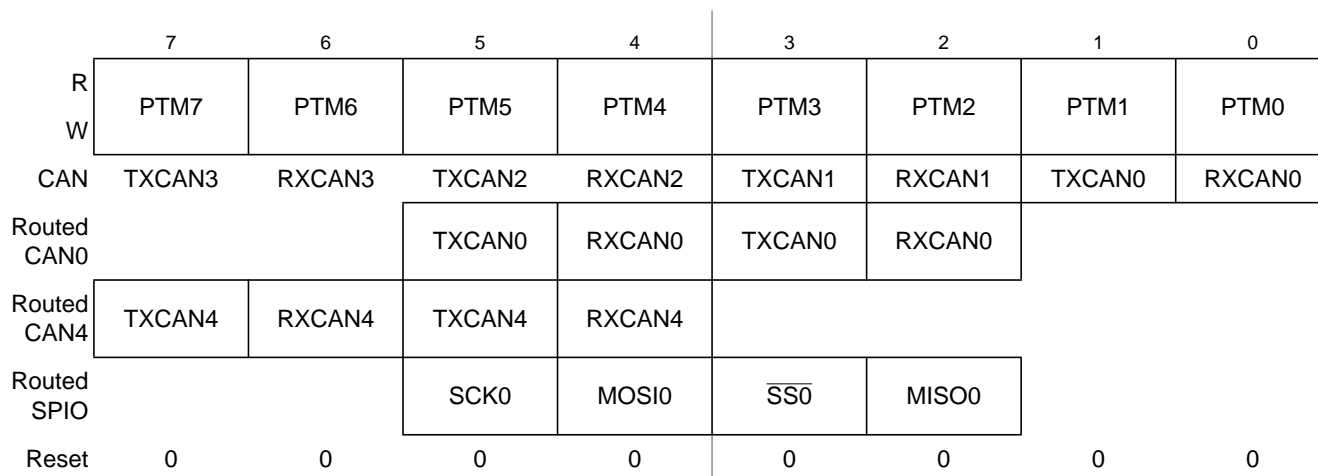 7 6 5 4 3 2 1 0
R
W
PTM7 PTM6 PTM5 PTM4 PTM3 PTM2 PTM1 PTM0
CAN TXCAN3 RXCAN3 TXCAN2 RXCAN2 TXCAN1 RXCAN1 TXCAN0 RXCAN0
Routed
CAN0
TXCAN0 RXCAN0 TXCAN0 RXCAN0
Routed
CAN4
TXCAN4 RXCAN4 TXCAN4 RXCAN4
Routed
SPIO
SCK0 MOSI0 S̅S̅0̅ MISO0
Reset 0 0 0 0 0 0 0 0